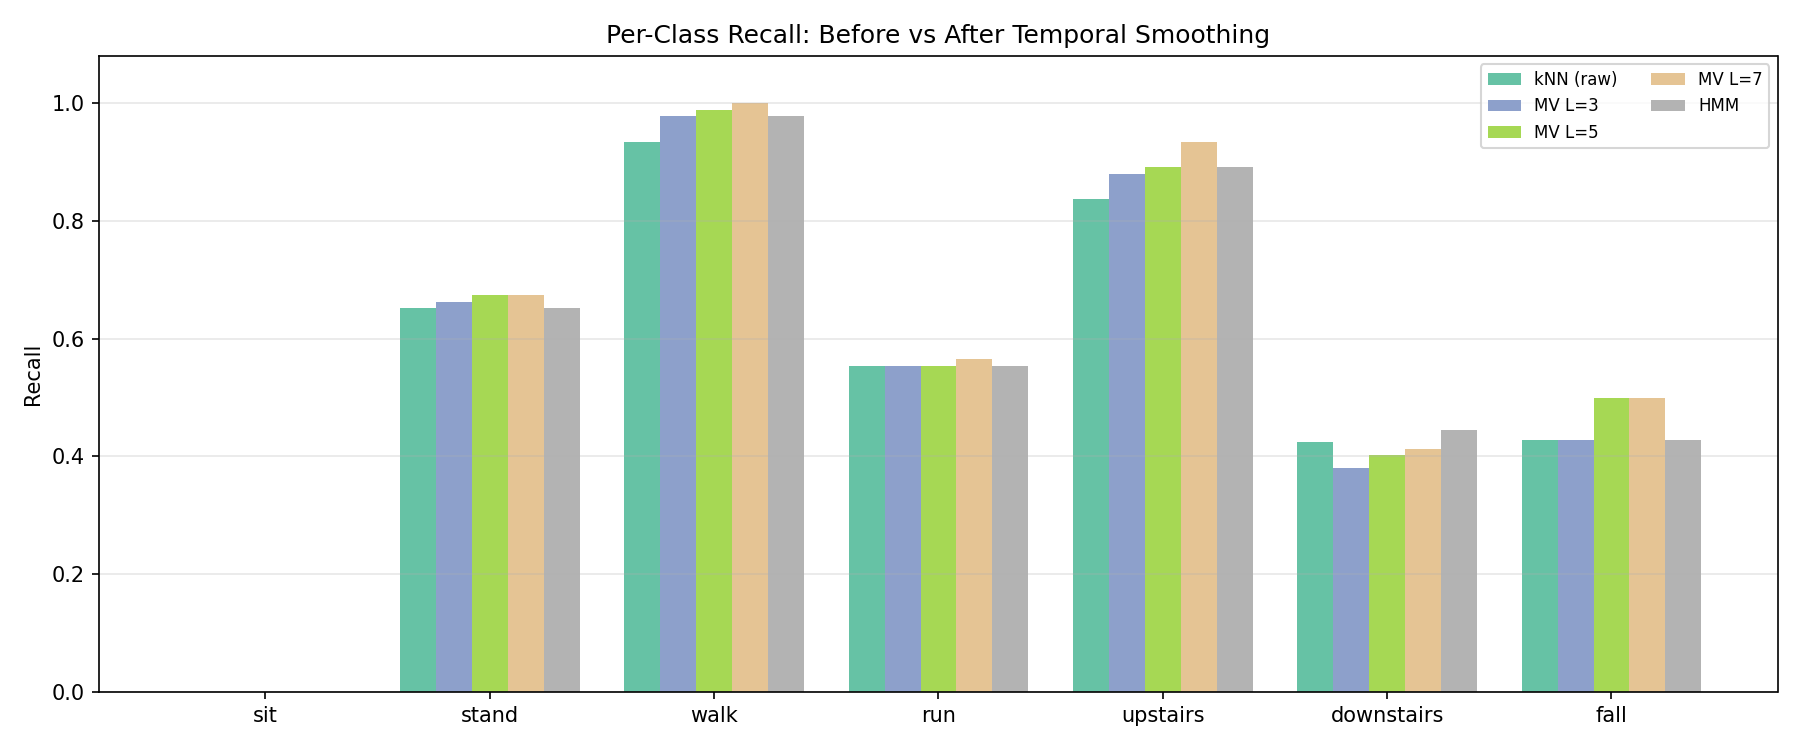 Per-Class Recall: Before vs After Temporal Smoothing
kNN (raw)
MV L=3
MV L=5
MV L=7
HMM
Recall
1.0
0.8
0.6
0.4
0.2
0.0
sit stand walk run upstairs downstairs fall